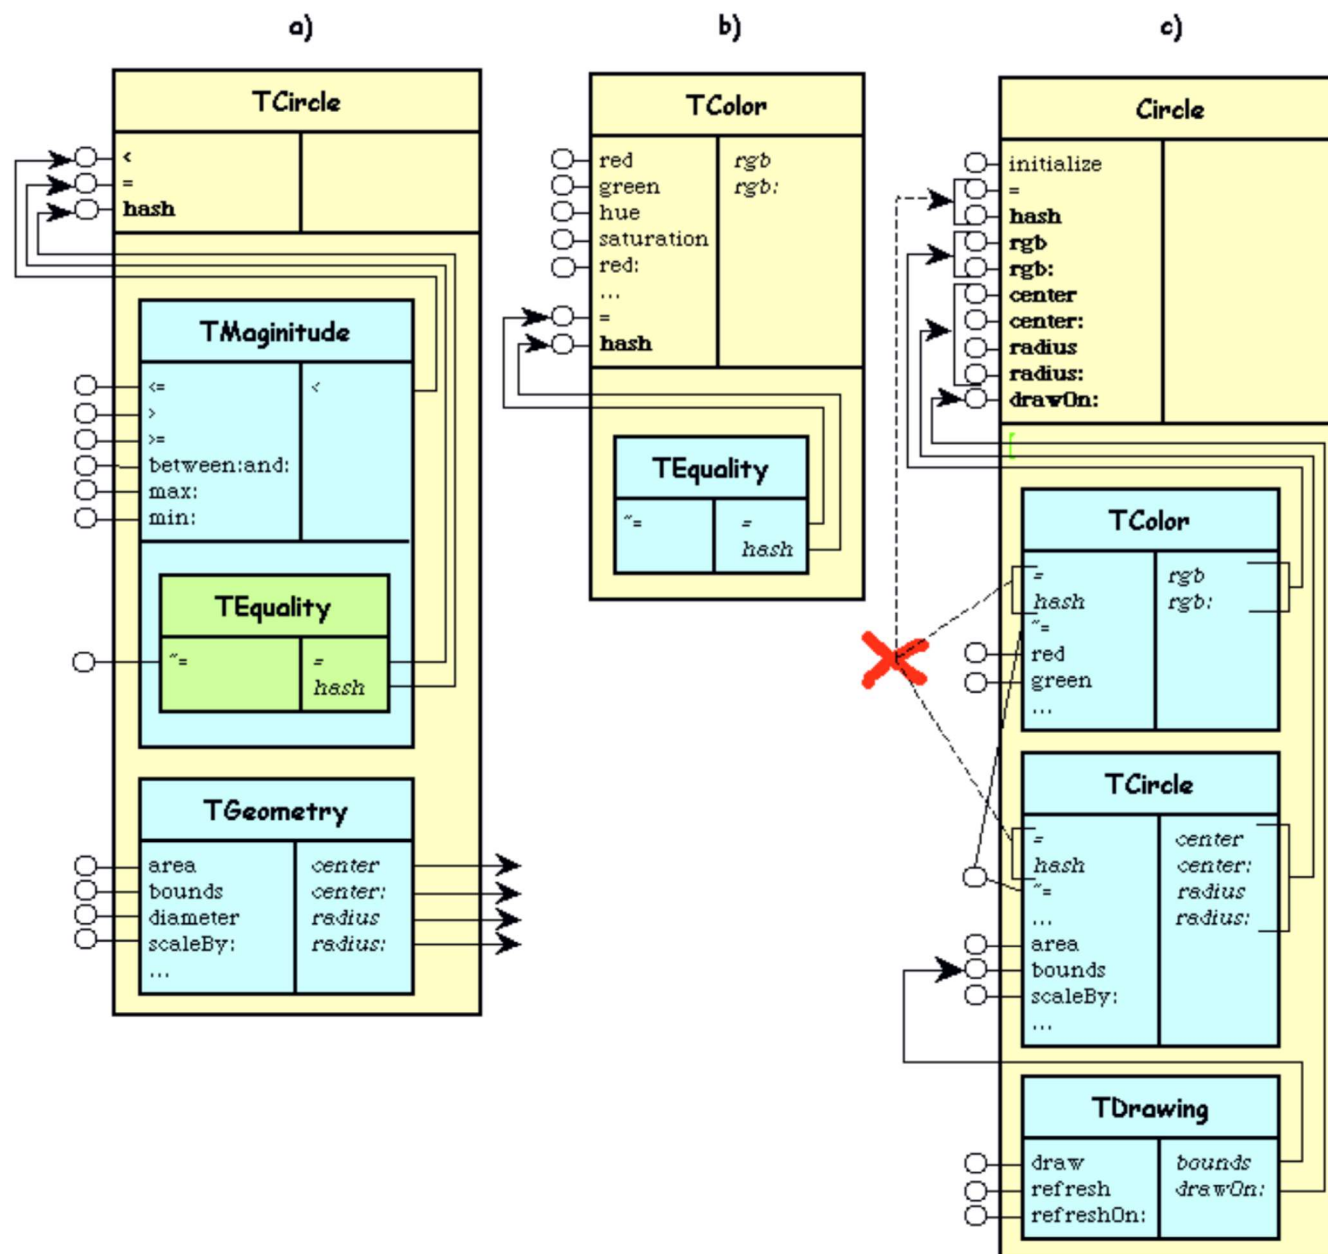 a)
TCircle
<
=
hash
TMaginitude
<= <
>
>=
between:and:
max:
min:
TEquality
~= =
hash
TGeometry
area center
bounds center:
diameter radius
scaleBy: radius:
...
b)
TColor
red rgb
green rgb:
hue
saturation
red:
...
=
hash
TEquality
~= =
hash
c)
Circle
initialize
=
hash
rgb
rgb:
center
center:
radius
radius:
drawOn:
[
TColor
= rgb
hash rgb:
~=
red
green
...
TCircle
= center
hash center:
~= radius
... radius:
area
bounds
scaleBy:
...
TDrawing
draw bounds
refresh drawOn:
refreshOn: